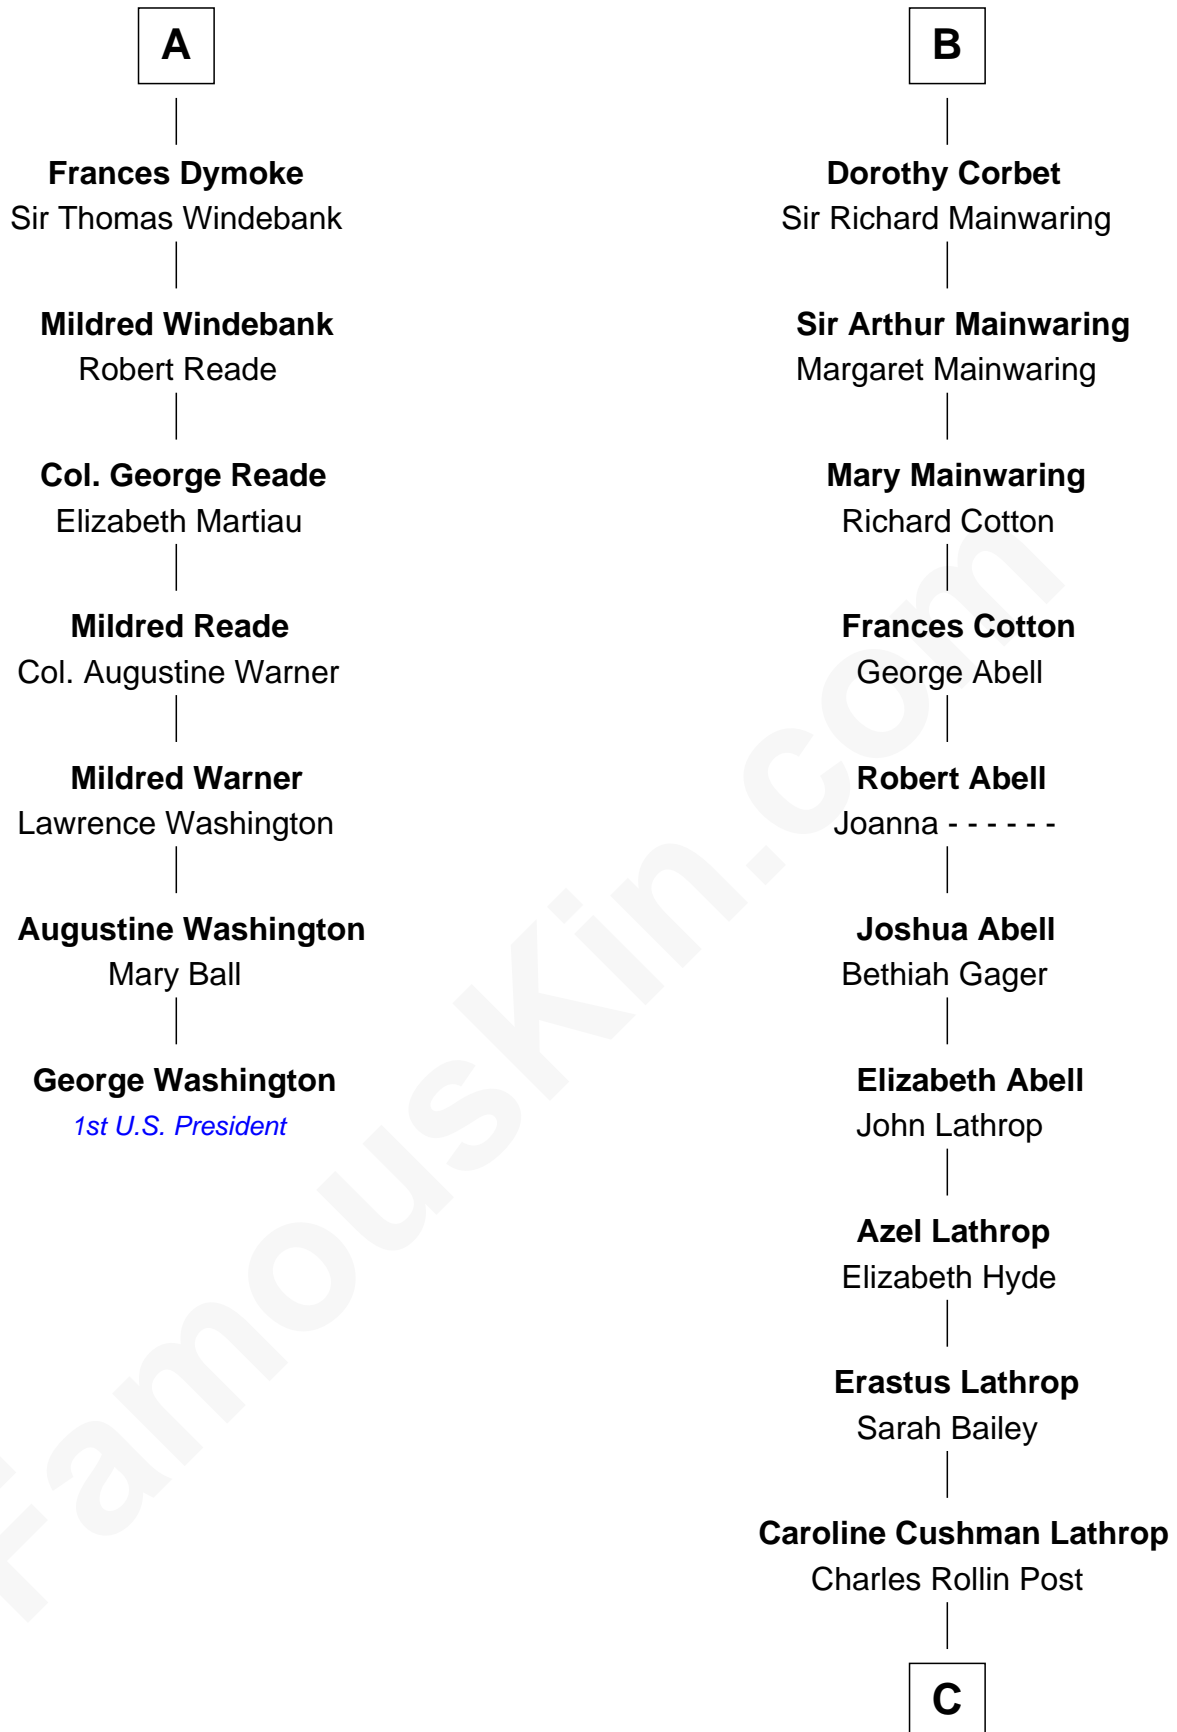 A
Frances Dymoke
Sir Thomas Windebank
Mildred Windebank
Robert Reade
Col. George Reade
Elizabeth Martiau
Mildred Reade
Col. Augustine Warner
Mildred Warner
Lawrence Washington
Augustine Washington
Mary Ball
George Washington
1st U.S. President
B
Dorothy Corbet
Sir Richard Mainwaring
Sir Arthur Mainwaring
Margaret Mainwaring
Mary Mainwaring
Richard Cotton
Frances Cotton
George Abell
Robert Abell
Joanna - - - - - -
Joshua Abell
Bethiah Gager
Elizabeth Abell
John Lathrop
Azel Lathrop
Elizabeth Hyde
Erastus Lathrop
Sarah Bailey
Caroline Cushman Lathrop
Charles Rollin Post
C
FamousKin.com